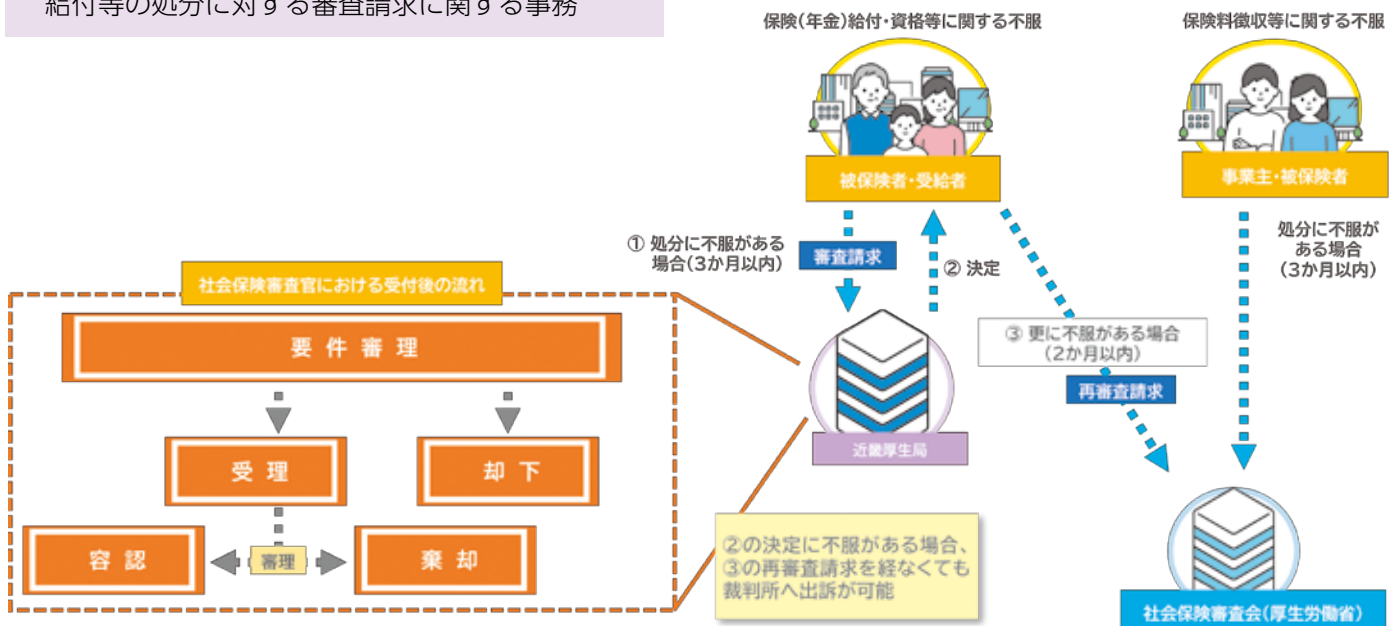 給付等の処分に対する審査請求に関する事務
保険(年金)給付・資格等に関する不服
保険料徴収等に関する不服
被保険者・受給者
事業主・被保険者
① 処分に不服がある
場合(3か月以内)
審査請求
② 決定
処分に不服が
ある場合
(3か月以内)
社会保険審査官における受付後の流れ
要件審理
③ 更に不服がある場合
(2か月以内)
再審査請求
受理
却下
近畿厚生局
容認
審理
棄却
②の決定に不服がある場合、
③の再審査請求を経なくても
裁判所へ出訴が可能
社会保険審査会(厚生労働省)